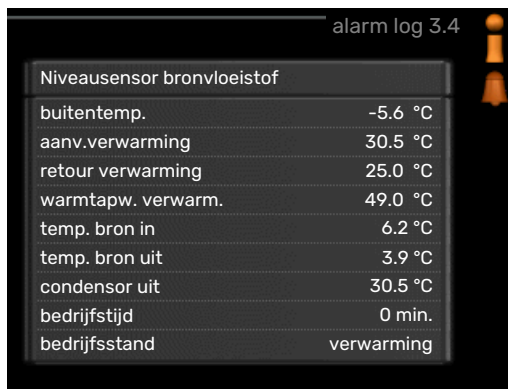 alarm log 3.4
Niveausensor bronvloeistof
buitentemp. -5.6 °C
aanv.verwarming 30.5 °C
retour verwarming 25.0 °C
warmtapw. verwarm. 49.0 °C
temp. bron in 6.2 °C
temp. bron uit 3.9 °C
condensor uit 30.5 °C
bedrijfstijd 0 min.
bedrijfsstand verwarming